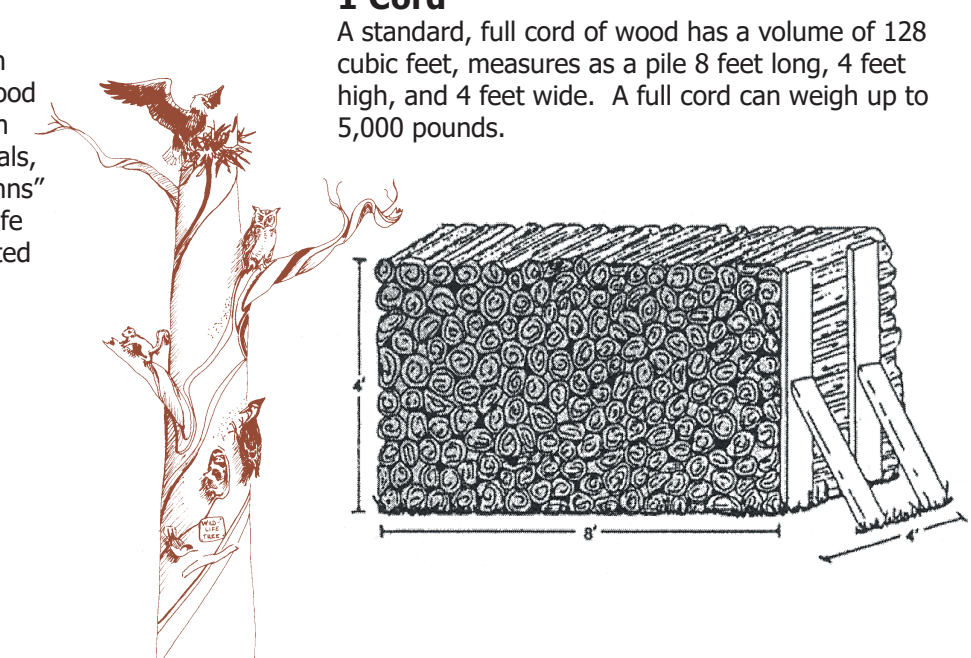 1 Cord
A standard, full cord of wood has a volume of 128
cubic feet, measures as a pile 8 feet long, 4 feet
high, and 4 feet wide.  A full cord can weigh up to
5,000 pounds.
4'
8'
4'
WILD-
LIFE
TREE